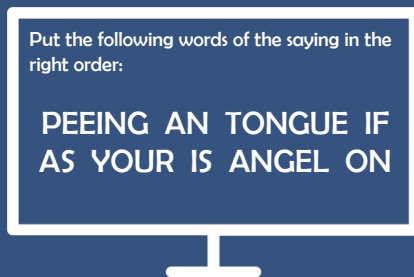 Put the following words of the saying in the
right order:
PEEING AN TONGUE IF
AS YOUR IS ANGEL ON